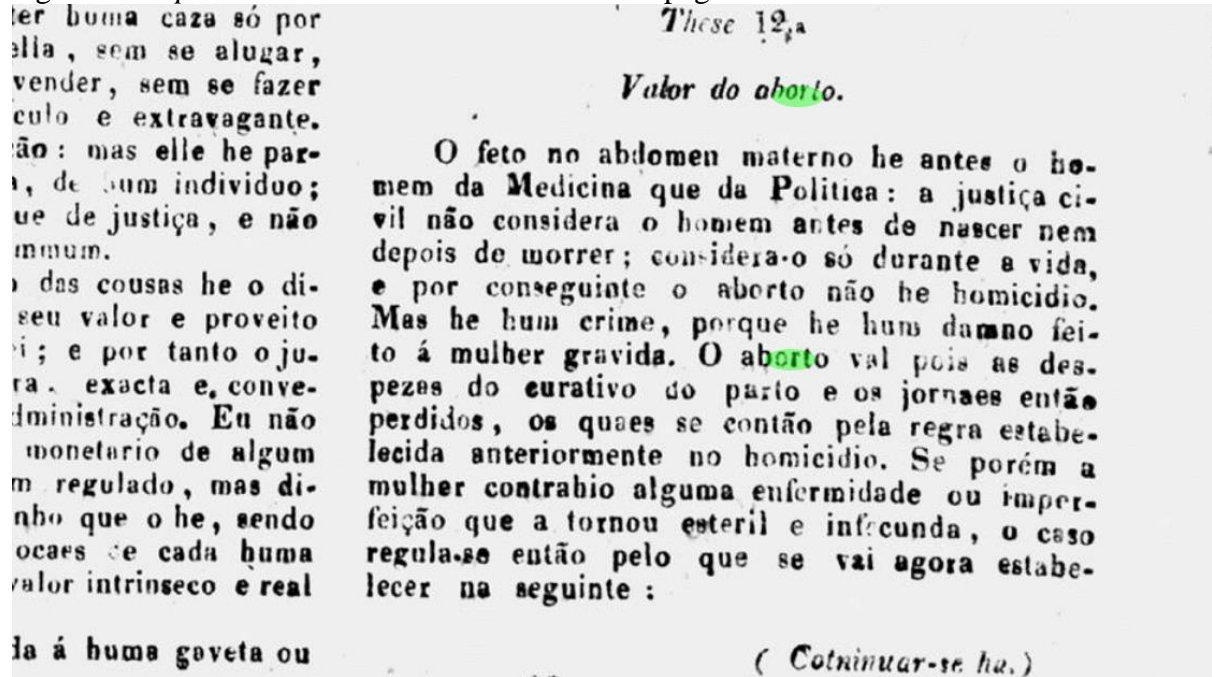 ter huma caza só por
ella, sem se alugar,
vender, sem se fazer
culo e extravagante.
ão: mas elle he par-
, de hum individuo;
ue de justiça, e não
mmum.
das cousas he o di-
seu valor e proveito
i; e por tanto o ju-
ra. exacta e, conve-
dministração. Eu não
monetario de algum
m regulado, mas di-
nho que o he, sendo
ocaes de cada huma
valor intrinseco e real
da á huma gaveta ou
These 12,a
Valor do aborto.
O feto no abdomen materno he antes o ho-
mem da Medicina que da Politica: a justiça ci-
vil não considera o homem antes de nascer nem
depois de morrer; considera-o só durante a vida,
e por conseguinte o aborto não he homicidio.
Mas he hum crime, porque he hum damno fei-
to á mulher gravida. O aborto val pois as des-
pezas do curativo do parto e os jornaes então
perdidos, os quaes se contão pela regra estabe-
lecida anteriormente no homicidio. Se porém a
mulher contrahio alguma enfermidade ou imper-
feição que a tornou esteril e infecunda, o caso
regula-se então pelo que se vai agora estabe-
lecer na seguinte:
( Cotninuar-se ha.)